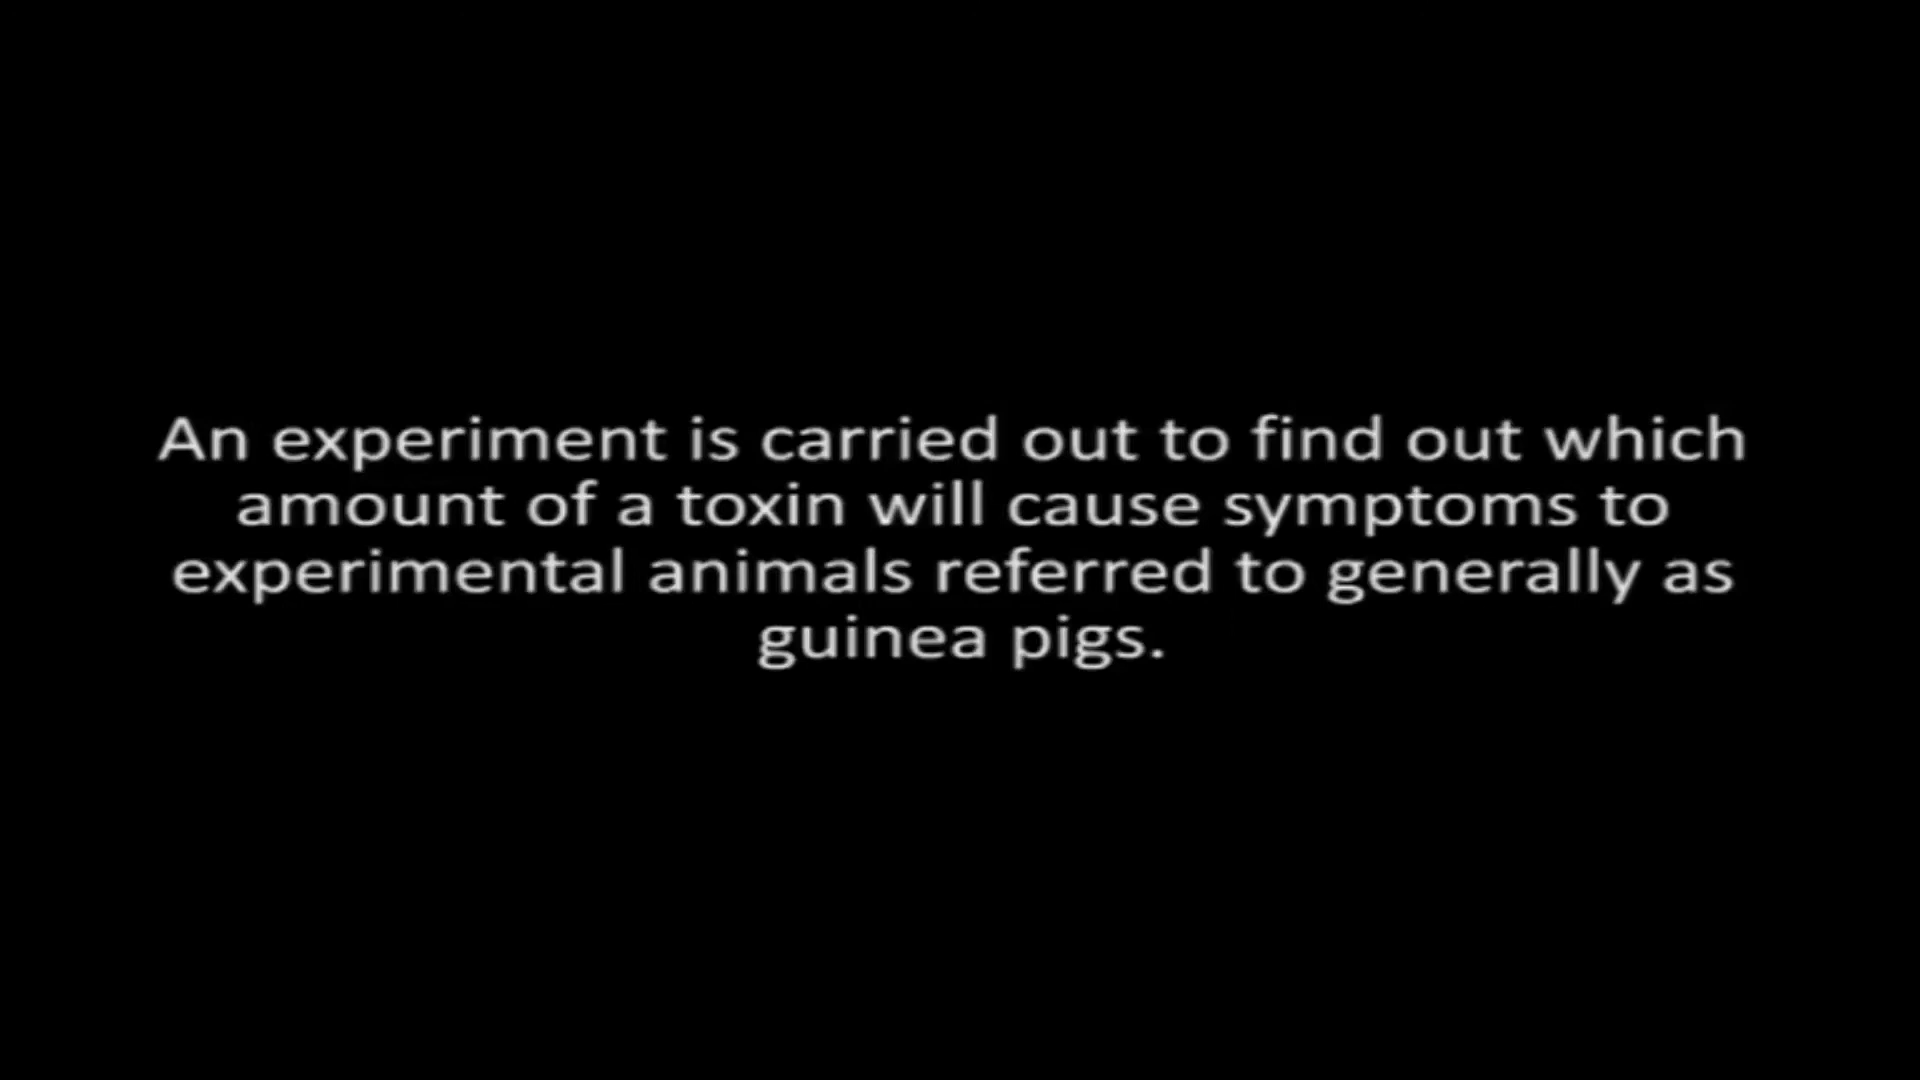 An experiment is carried out to find out which
amount of a toxin will cause symptoms to
experimental animals referred to generally as
guinea pigs.